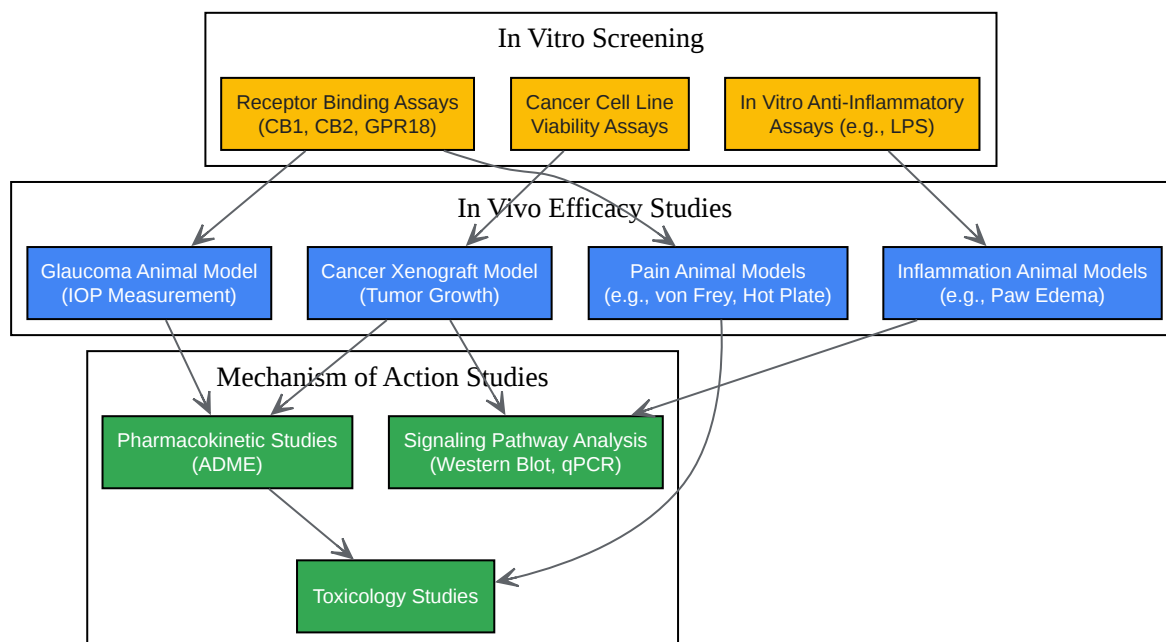 In Vitro Screening
Receptor Binding Assays
(CB1, CB2, GPR18)
Cancer Cell Line
Viability Assays
In Vitro Anti-Inflammatory
Assays (e.g., LPS)
In Vivo Efficacy Studies
Glaucoma Animal Model
(IOP Measurement)
Cancer Xenograft Model
(Tumor Growth)
Pain Animal Models
(e.g., von Frey, Hot Plate)
Inflammation Animal Models
(e.g., Paw Edema)
Mechanism of Action Studies
Pharmacokinetic Studies
(ADME)
Signaling Pathway Analysis
(Western Blot, qPCR)
Toxicology Studies